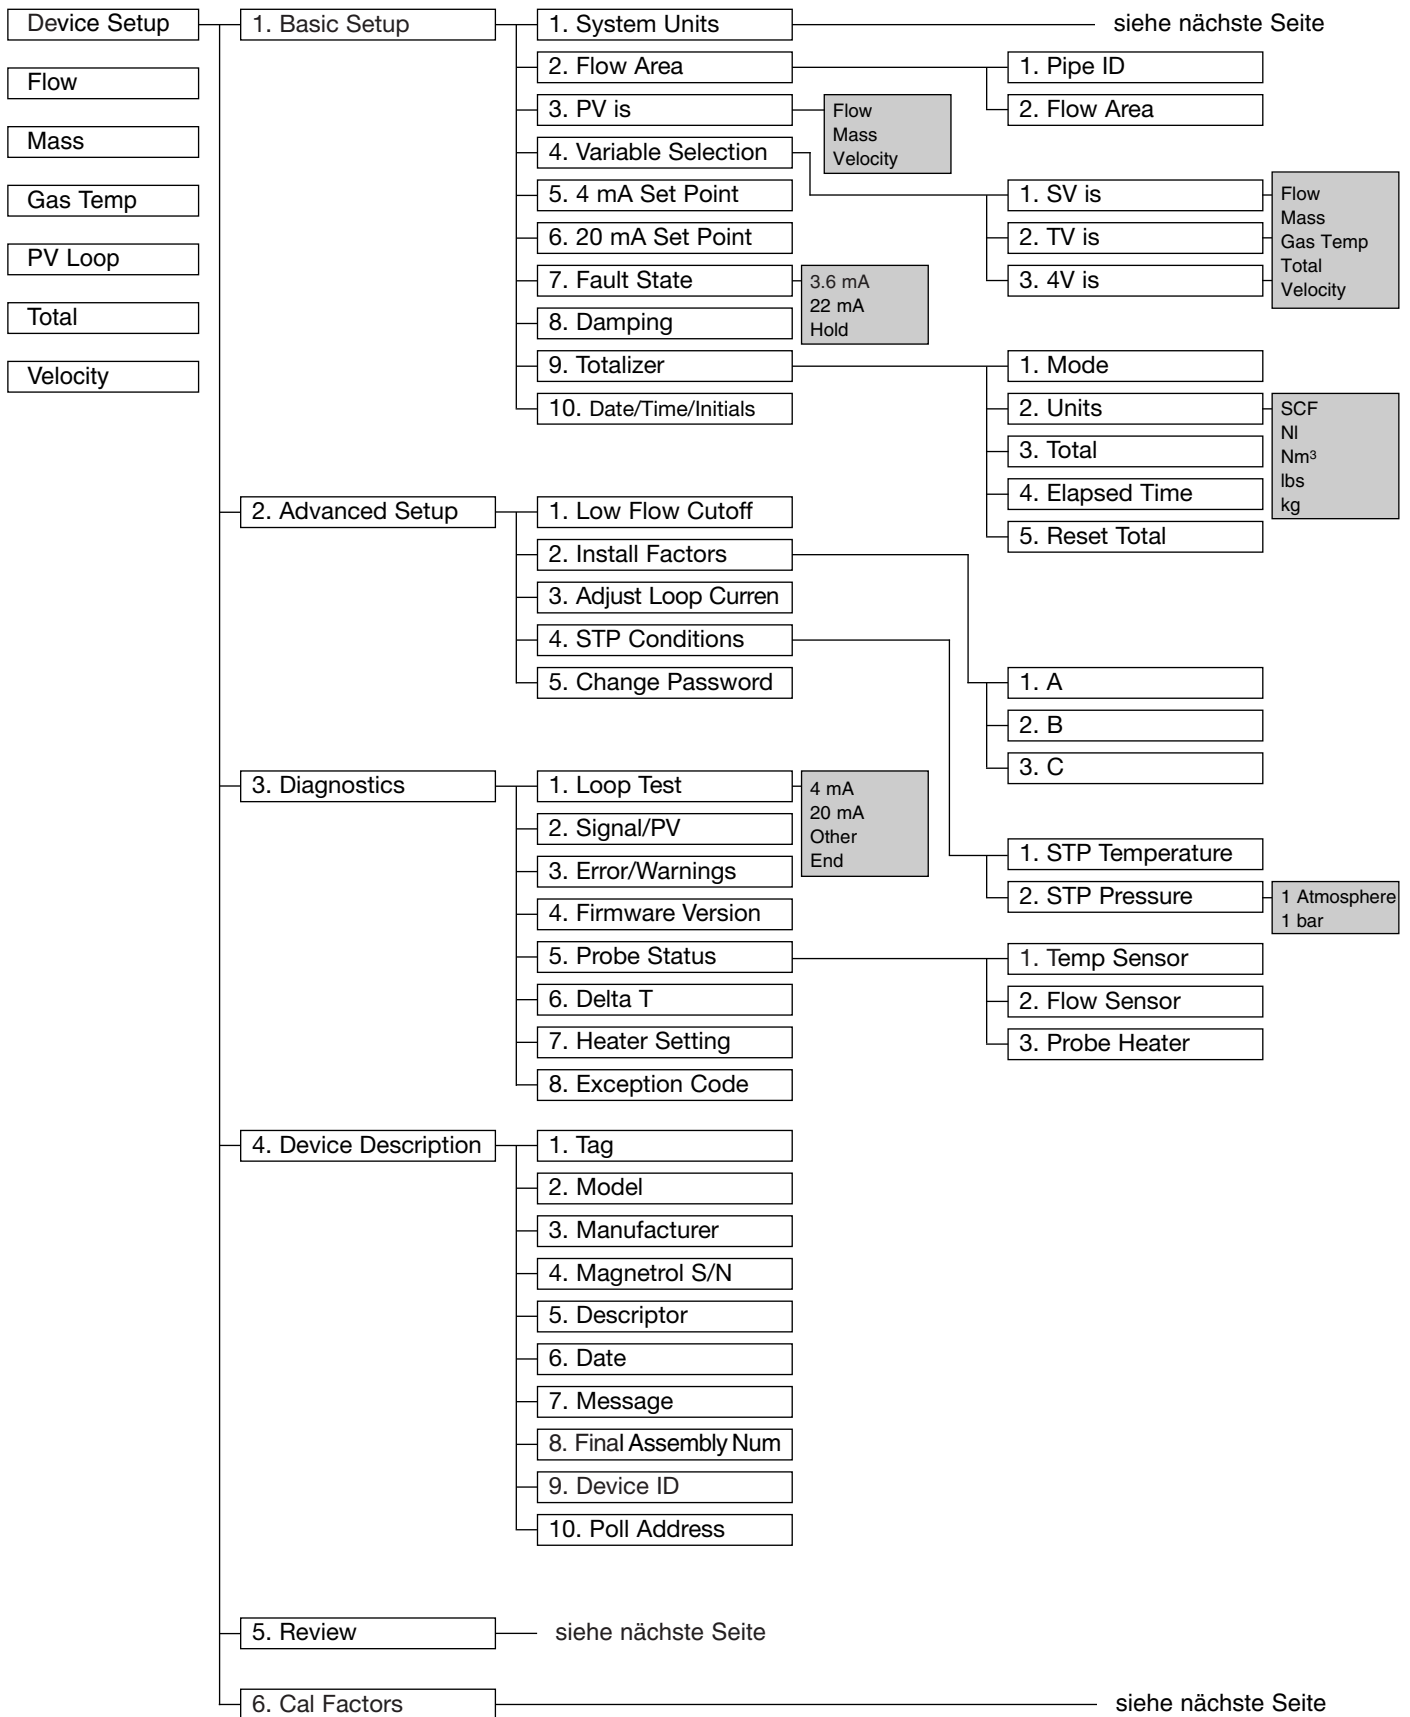 Device Setup
Flow
Mass
Gas Temp
PV Loop
Total
Velocity
1. Basic Setup
1. System Units
siehe nächste Seite
2. Flow Area
1. Pipe ID
2. Flow Area
3. PV is
Flow
Mass
Velocity
4. Variable Selection
1. SV is
2. TV is
3. 4V is
Flow
Mass
Gas Temp
Total
Velocity
5. 4 mA Set Point
6. 20 mA Set Point
7. Fault State
3.6 mA
22 mA
Hold
8. Damping
9. Totalizer
1. Mode
2. Units
SCF
Nl
Nm³
lbs
kg
3. Total
4. Elapsed Time
5. Reset Total
10. Date/Time/Initials
2. Advanced Setup
1. Low Flow Cutoff
2. Install Factors
1. A
2. B
3. C
3. Adjust Loop Curren
4. STP Conditions
1. STP Temperature
2. STP Pressure
1 Atmosphere
1 bar
5. Change Password
3. Diagnostics
1. Loop Test
4 mA
20 mA
Other
End
2. Signal/PV
3. Error/Warnings
4. Firmware Version
5. Probe Status
1. Temp Sensor
2. Flow Sensor
3. Probe Heater
6. Delta T
7. Heater Setting
8. Exception Code
4. Device Description
1. Tag
2. Model
3. Manufacturer
4. Magnetrol S/N
5. Descriptor
6. Date
7. Message
8. Final Assembly Num
9. Device ID
10. Poll Address
5. Review
siehe nächste Seite
6. Cal Factors
siehe nächste Seite